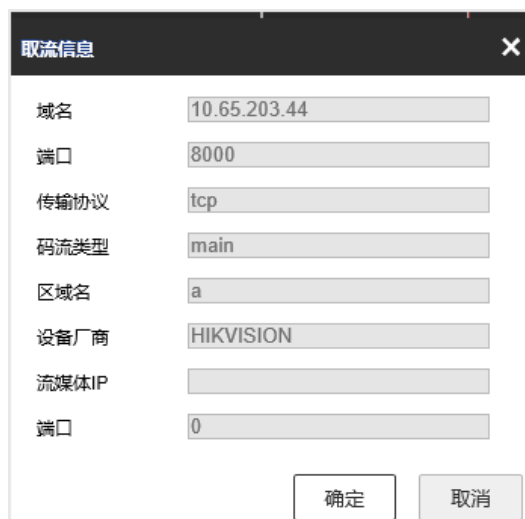 取流信息
域名 10.65.203.44
端口 8000
传输协议 tcp
码流类型 main
区域名 a
设备厂商 HIKVISION
流媒体IP
端口 0
确定 取消